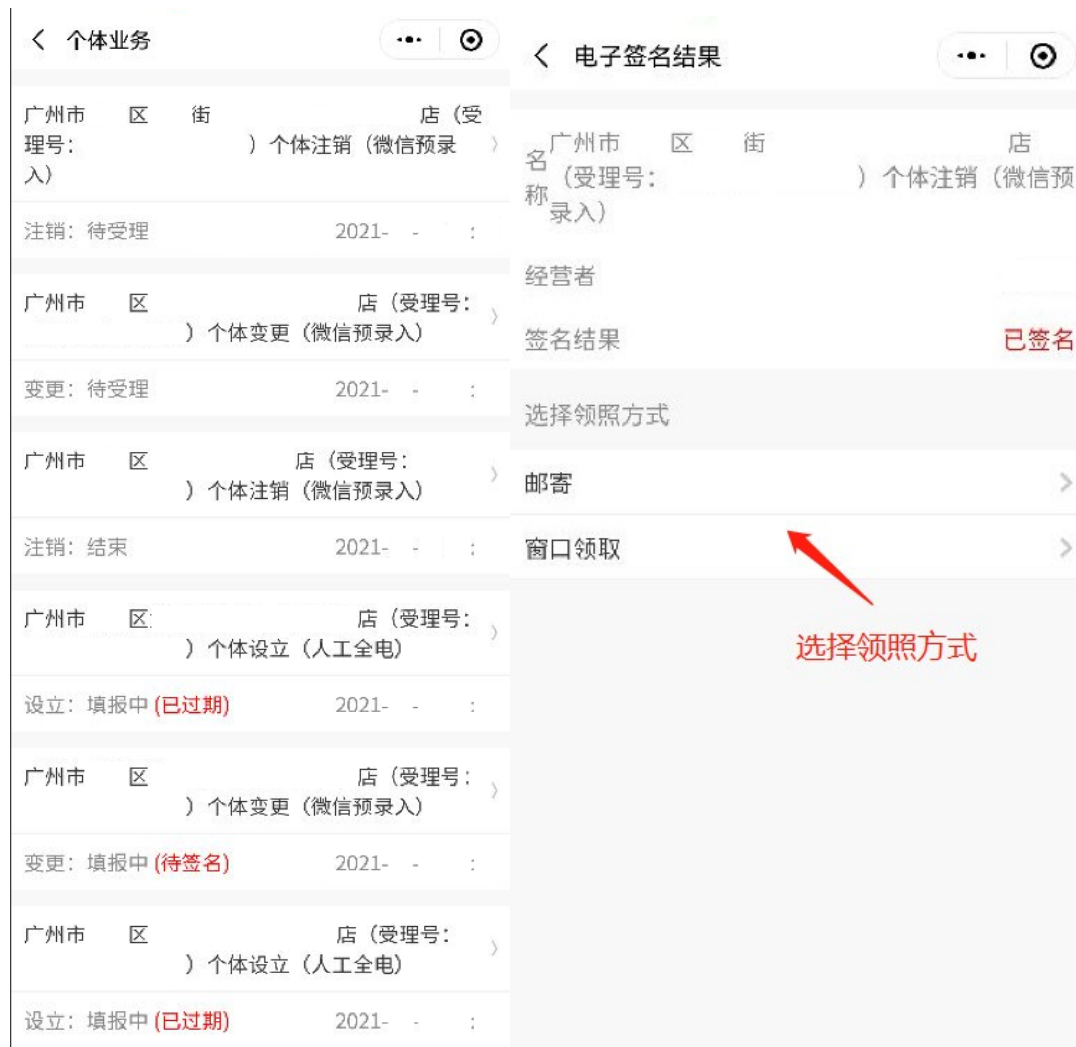 个体业务
广州市 区 街 店（受
理号： ）个体注销（微信预录
入）
注销：待受理 2021- - :
广州市 区 店（受理号：
）个体变更（微信预录入）
变更：待受理 2021- - :
广州市 区 店（受理号：
）个体注销（微信预录入）
注销：结束 2021- - :
广州市 区 店（受理号：
）个体设立（人工全电）
设立：填报中(已过期) 2021- - :
广州市 区 店（受理号：
）个体变更（微信预录入）
变更：填报中(待签名) 2021- - :
广州市 区 店（受理号：
）个体设立（人工全电）
设立：填报中(已过期) 2021- - :
电子签名结果
名称 广州市 区 街 店
（受理号： ）个体注销（微信预
录入）
经营者
签名结果 已签名
选择领照方式
邮寄
窗口领取
选择领照方式